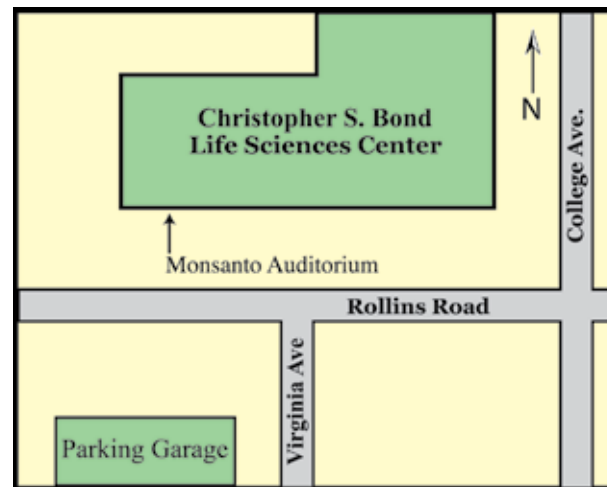 Christopher S. Bond
Life Sciences Center
N
College Ave.
Monsanto Auditorium
Rollins Road
Virginia Ave
Parking Garage